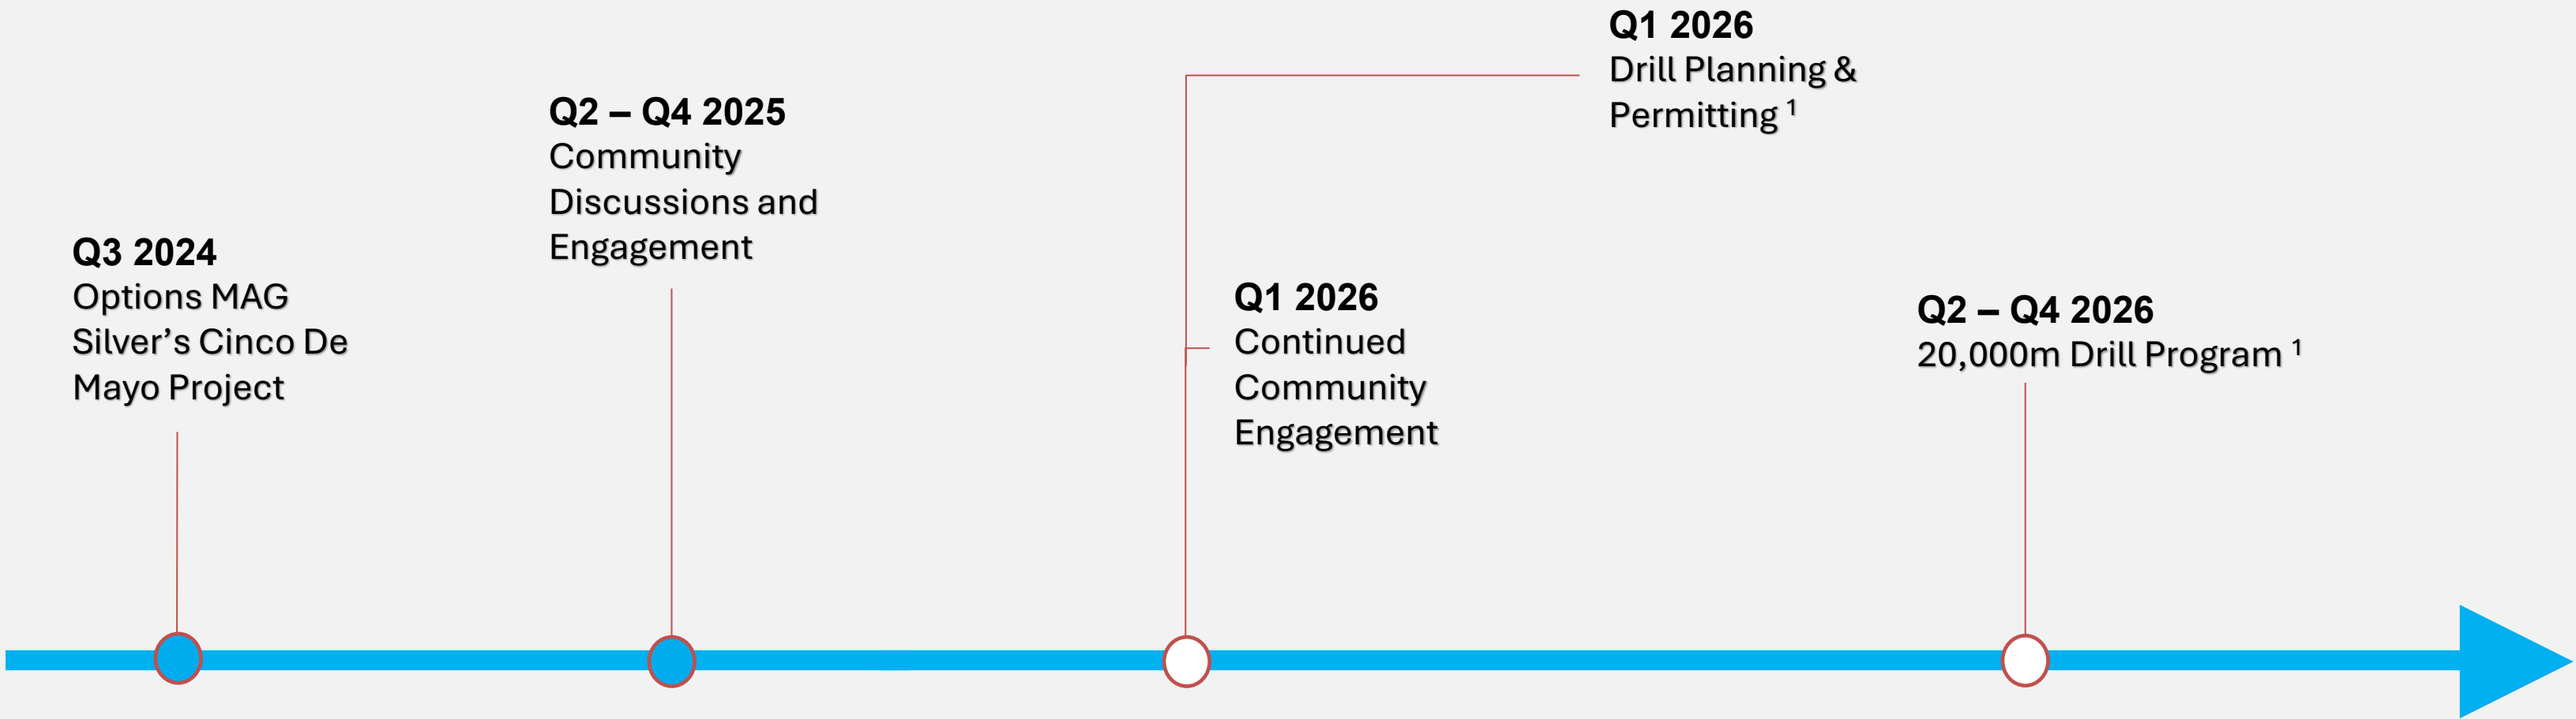 Q3 2024
Options MAG
Silver’s Cinco De
Mayo Project
Q2 – Q4 2025
Community
Discussions and
Engagement
Q1 2026
Drill Planning &
Permitting ¹
Q1 2026
Continued
Community
Engagement
Q2 – Q4 2026
20,000m Drill Program ¹